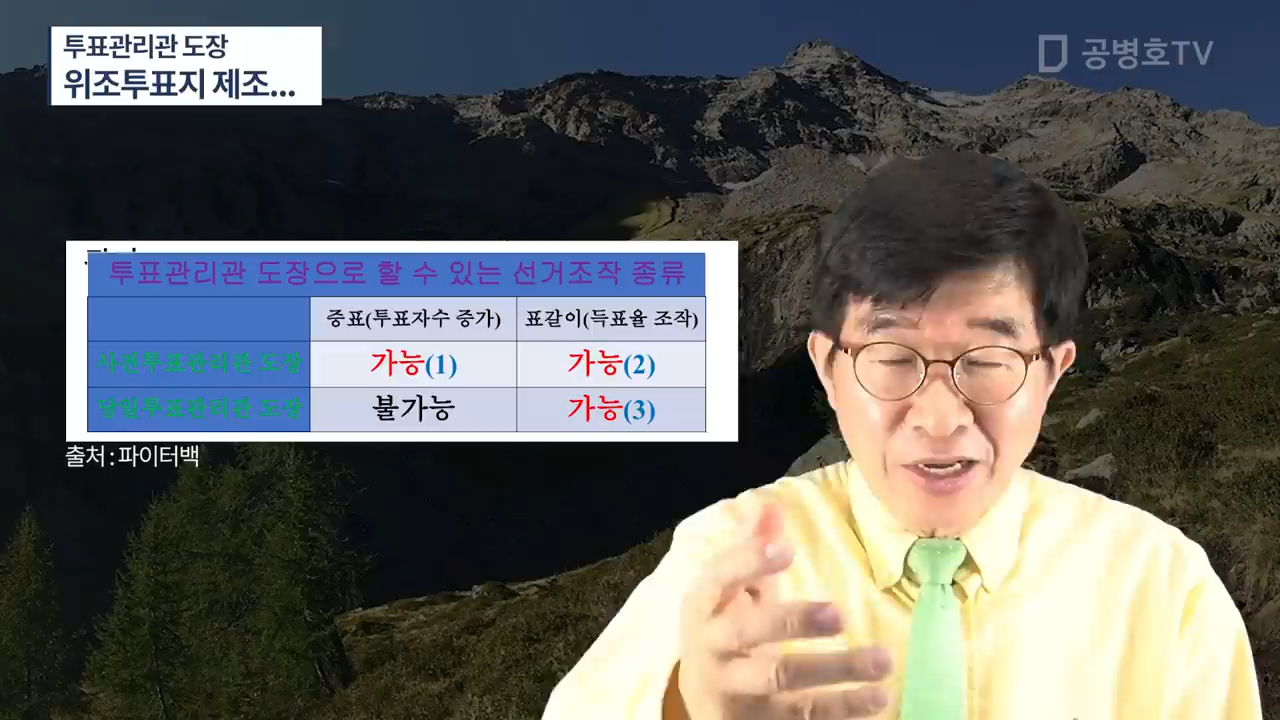 투표관리관 도장
위조투표지 제조...
공병호TV
투표관리관 도장으로 할 수 있는 선거조작 종류
증표(투표자수 증가) 표갈이(득표율 조작)
사전투표관리관 도장 가능(1) 가능(2)
당일투표관리관 도장 불가능 가능(3)
출처 : 파이터백